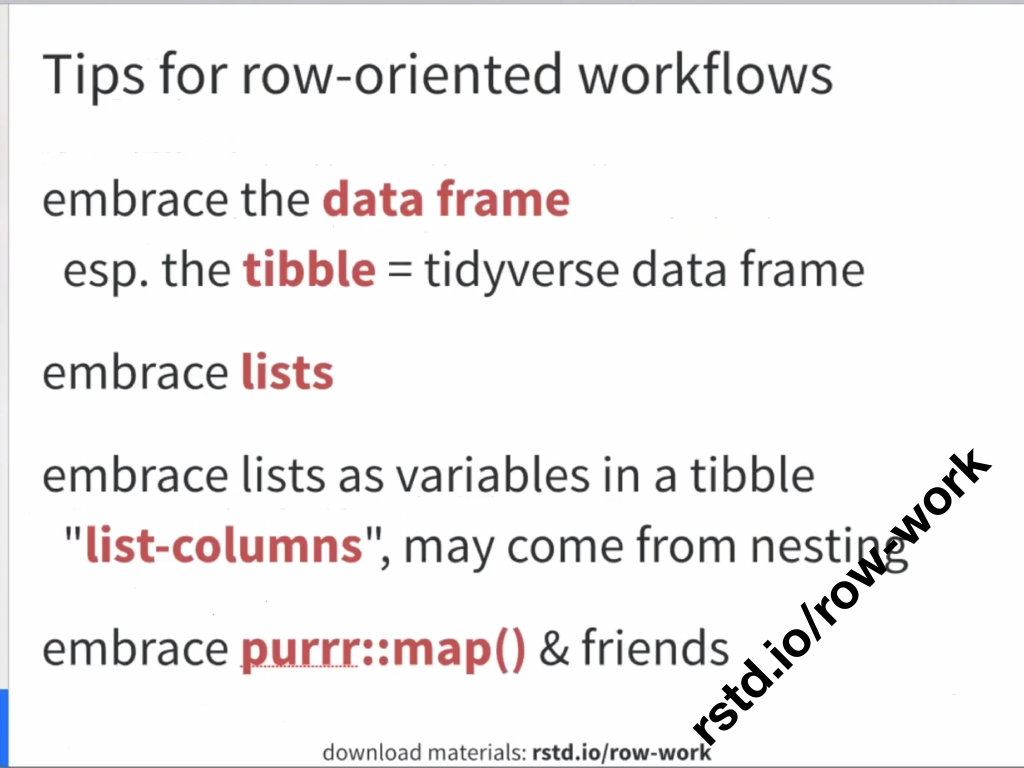 Tips for row-oriented workflows
embrace the data frame
esp. the tibble = tidyverse data frame
embrace lists
embrace lists as variables in a tibble
"list-columns", may come from nesting
embrace purrr::map() & friends
rstd.io/row-work
download materials: rstd.io/row-work